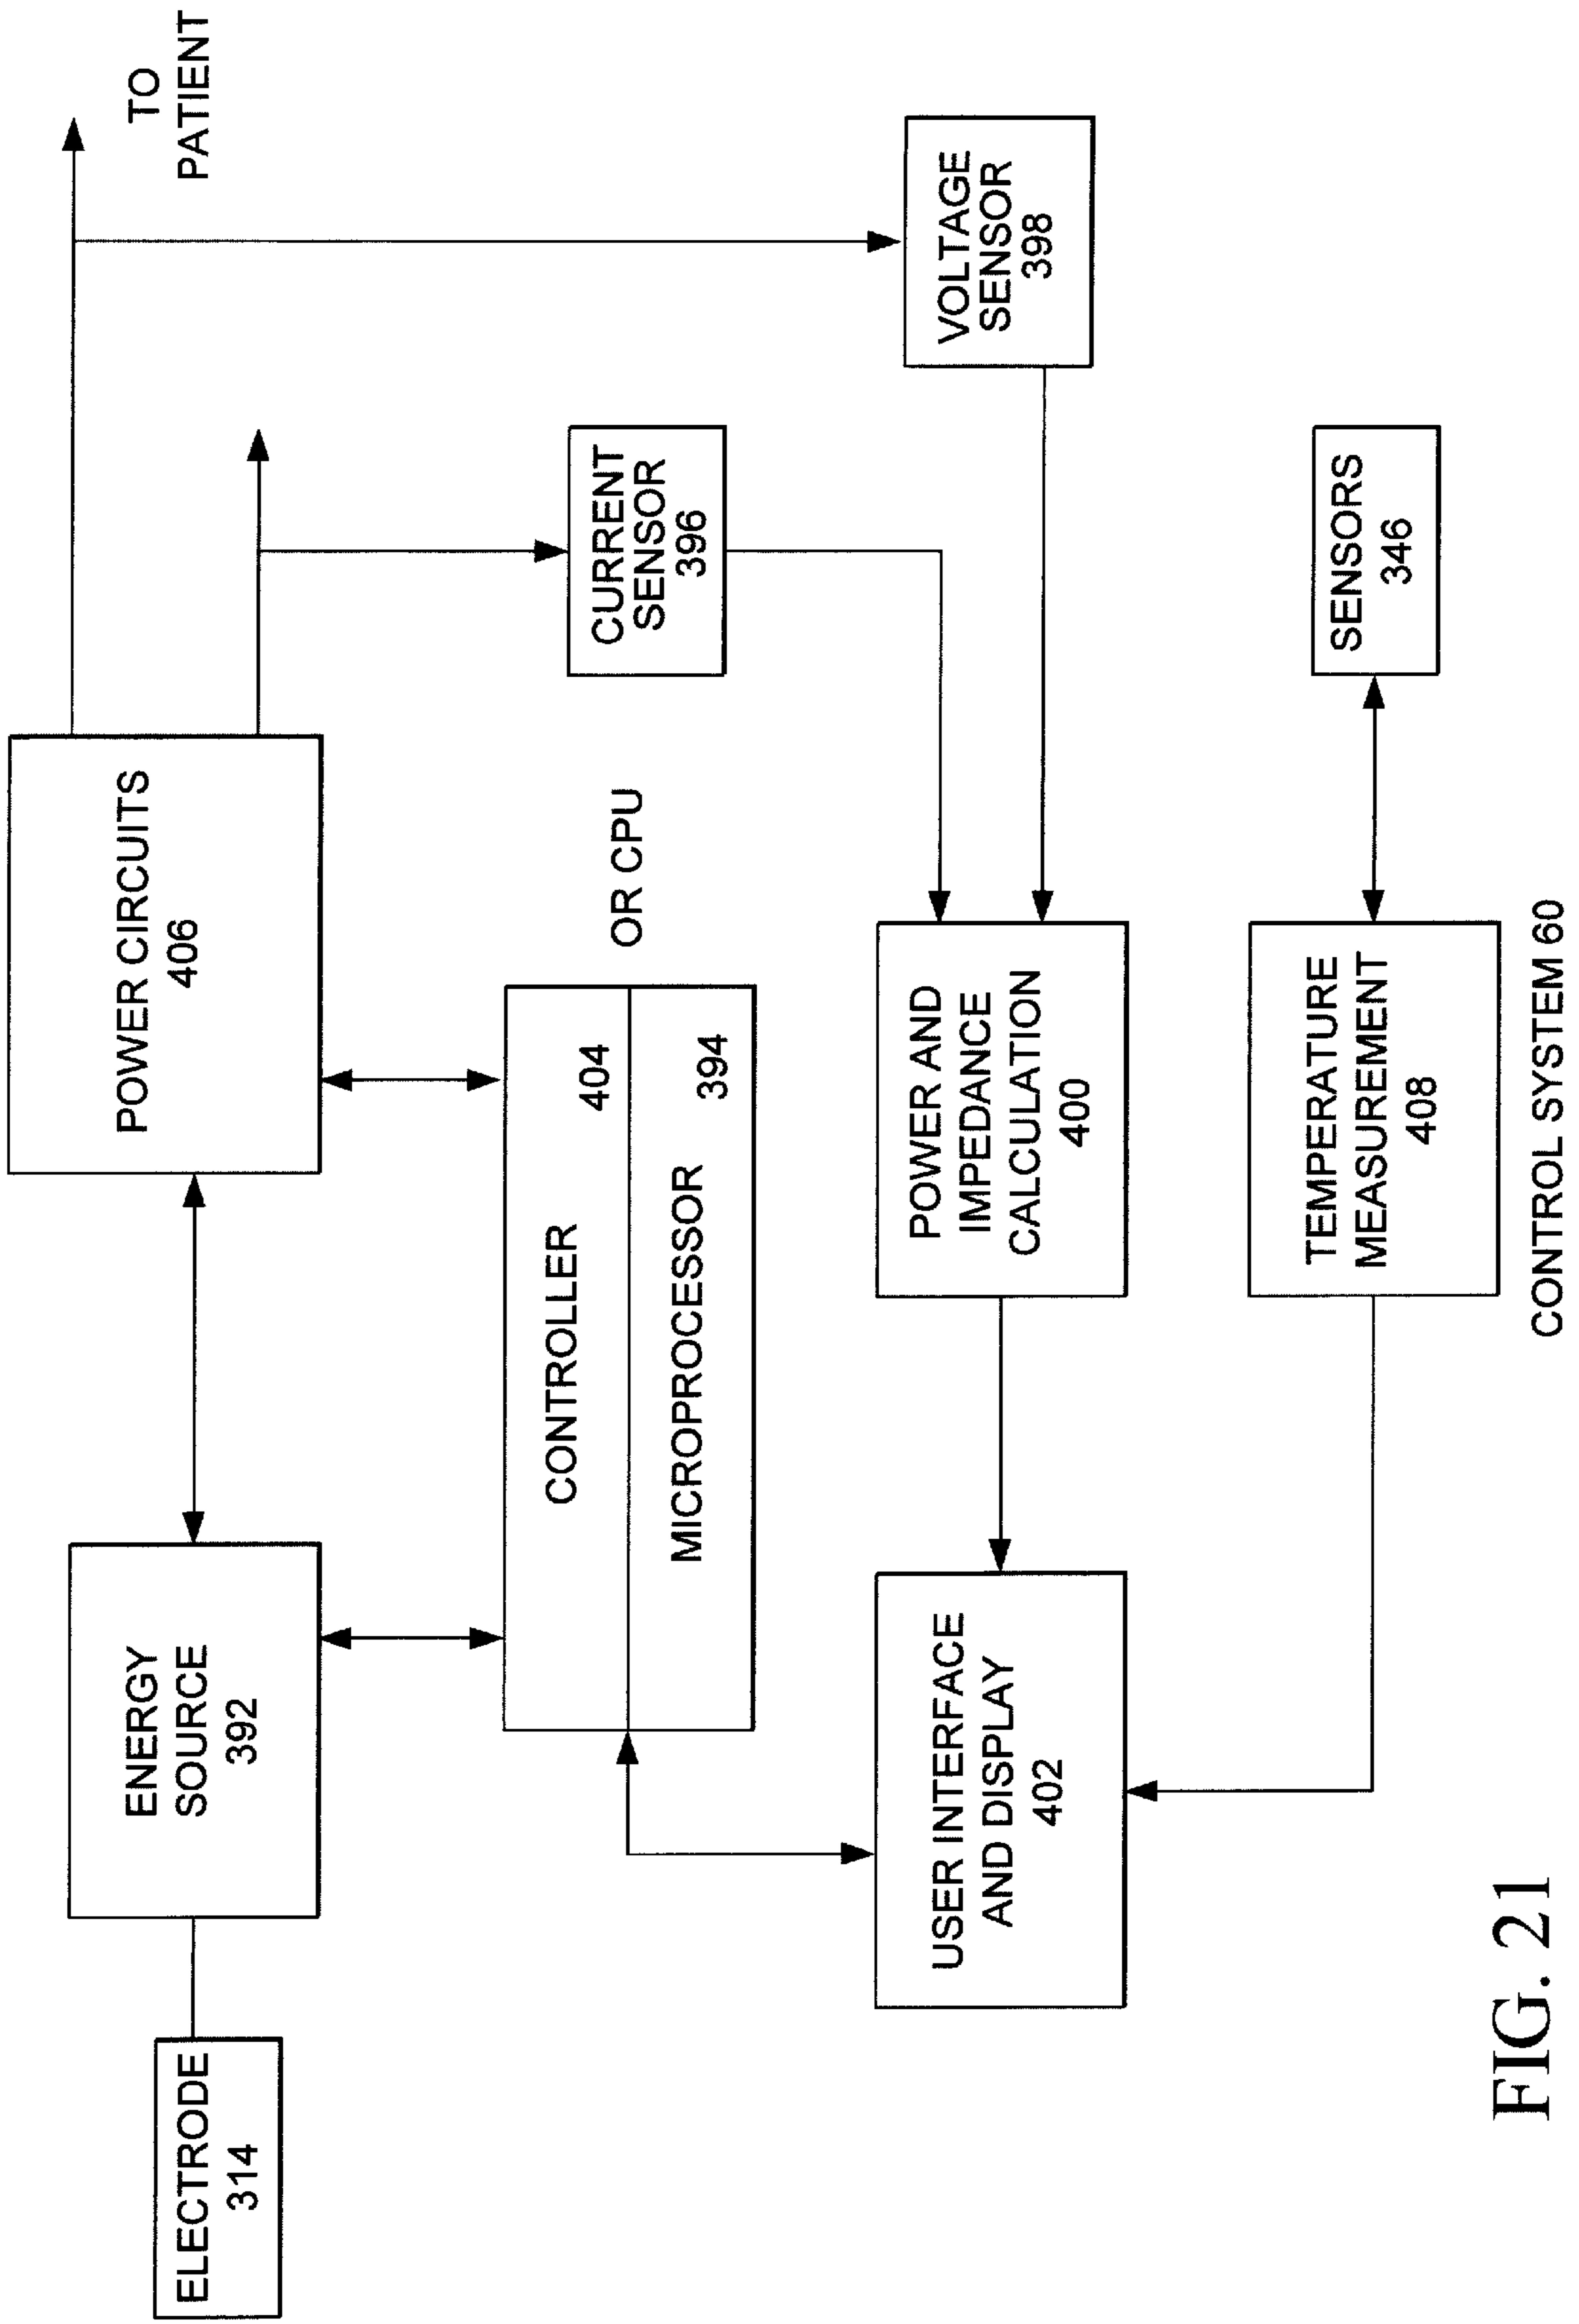 ELECTRODE
314
ENERGY
SOURCE
392
POWER CIRCUITS
406
TO
PATIENT
CONTROLLER
404
MICROPROCESSOR
394
OR CPU
CURRENT
SENSOR
396
VOLTAGE
SENSOR
398
USER INTERFACE
AND DISPLAY
402
POWER AND
IMPEDANCE
CALCULATION
400
TEMPERATURE
MEASUREMENT
408
SENSORS
346
CONTROL SYSTEM 60
FIG. 21